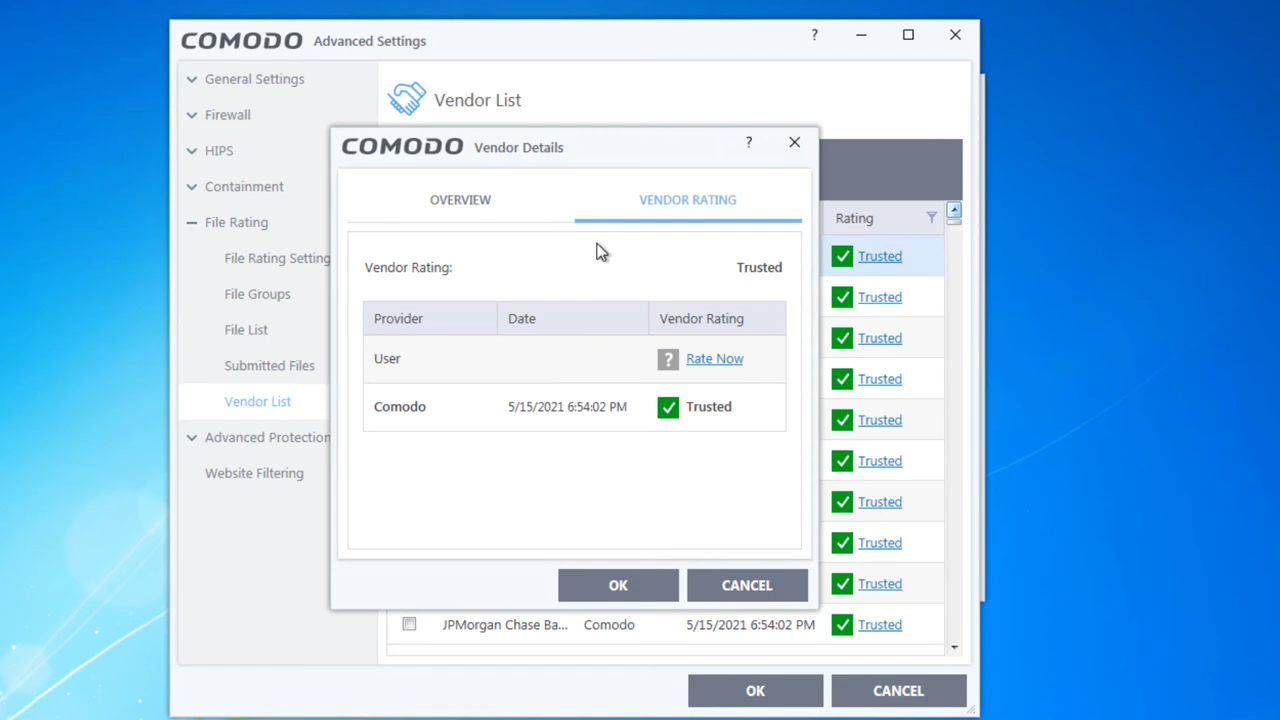 COMODO Advanced Settings ?
General Settings
Firewall
HIPS
Containment
File Rating
File Rating Setting
File Groups
File List
Submitted Files
Vendor List
Advanced Protection
Website Filtering
Vendor List
COMODO Vendor Details ?
OVERVIEW VENDOR RATING
Vendor Rating: Trusted
Provider Date Vendor Rating
User ? Rate Now
Comodo 5/15/2021 6:54:02 PM Trusted
OK CANCEL
Rating
Trusted
Trusted
Trusted
Trusted
Trusted
Trusted
Trusted
Trusted
Trusted
JPMorgan Chase Ba... Comodo 5/15/2021 6:54:02 PM Trusted
OK CANCEL